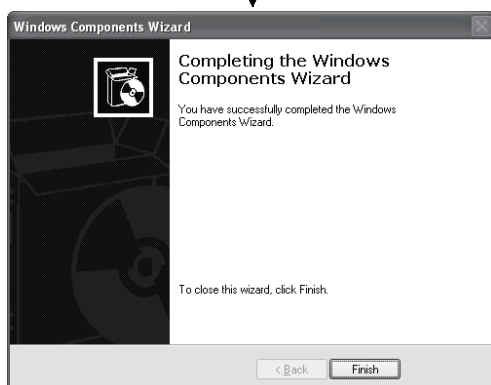 Windows Components Wizard
Completing the Windows
Components Wizard
You have successfully completed the Windows
Components Wizard.
To close this wizard, click Finish.
< Back
Finish